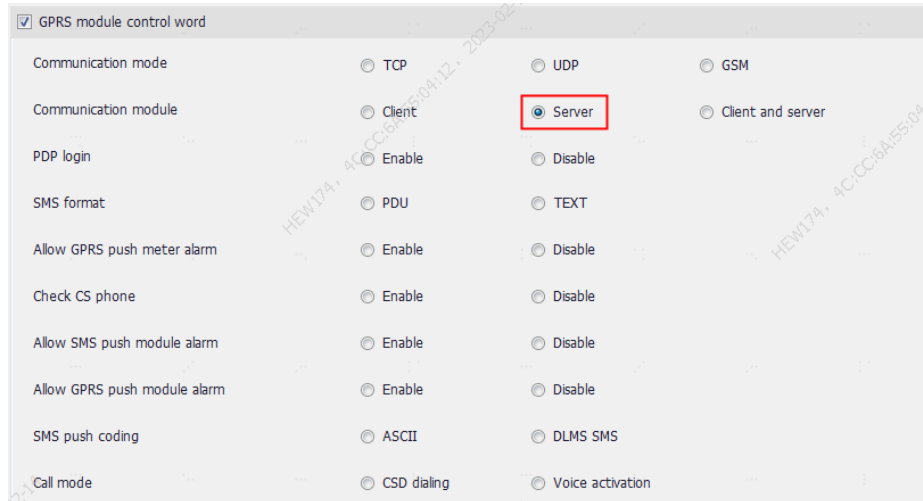 GPRS module control word
Communication mode TCP UDP GSM
Communication module Client Server Client and server
PDP login Enable Disable
SMS format PDU TEXT
Allow GPRS push meter alarm Enable Disable
Check CS phone Enable Disable
Allow SMS push module alarm Enable Disable
Allow GPRS push module alarm Enable Disable
SMS push coding ASCII DLMS SMS
Call mode CSD dialing Voice activation